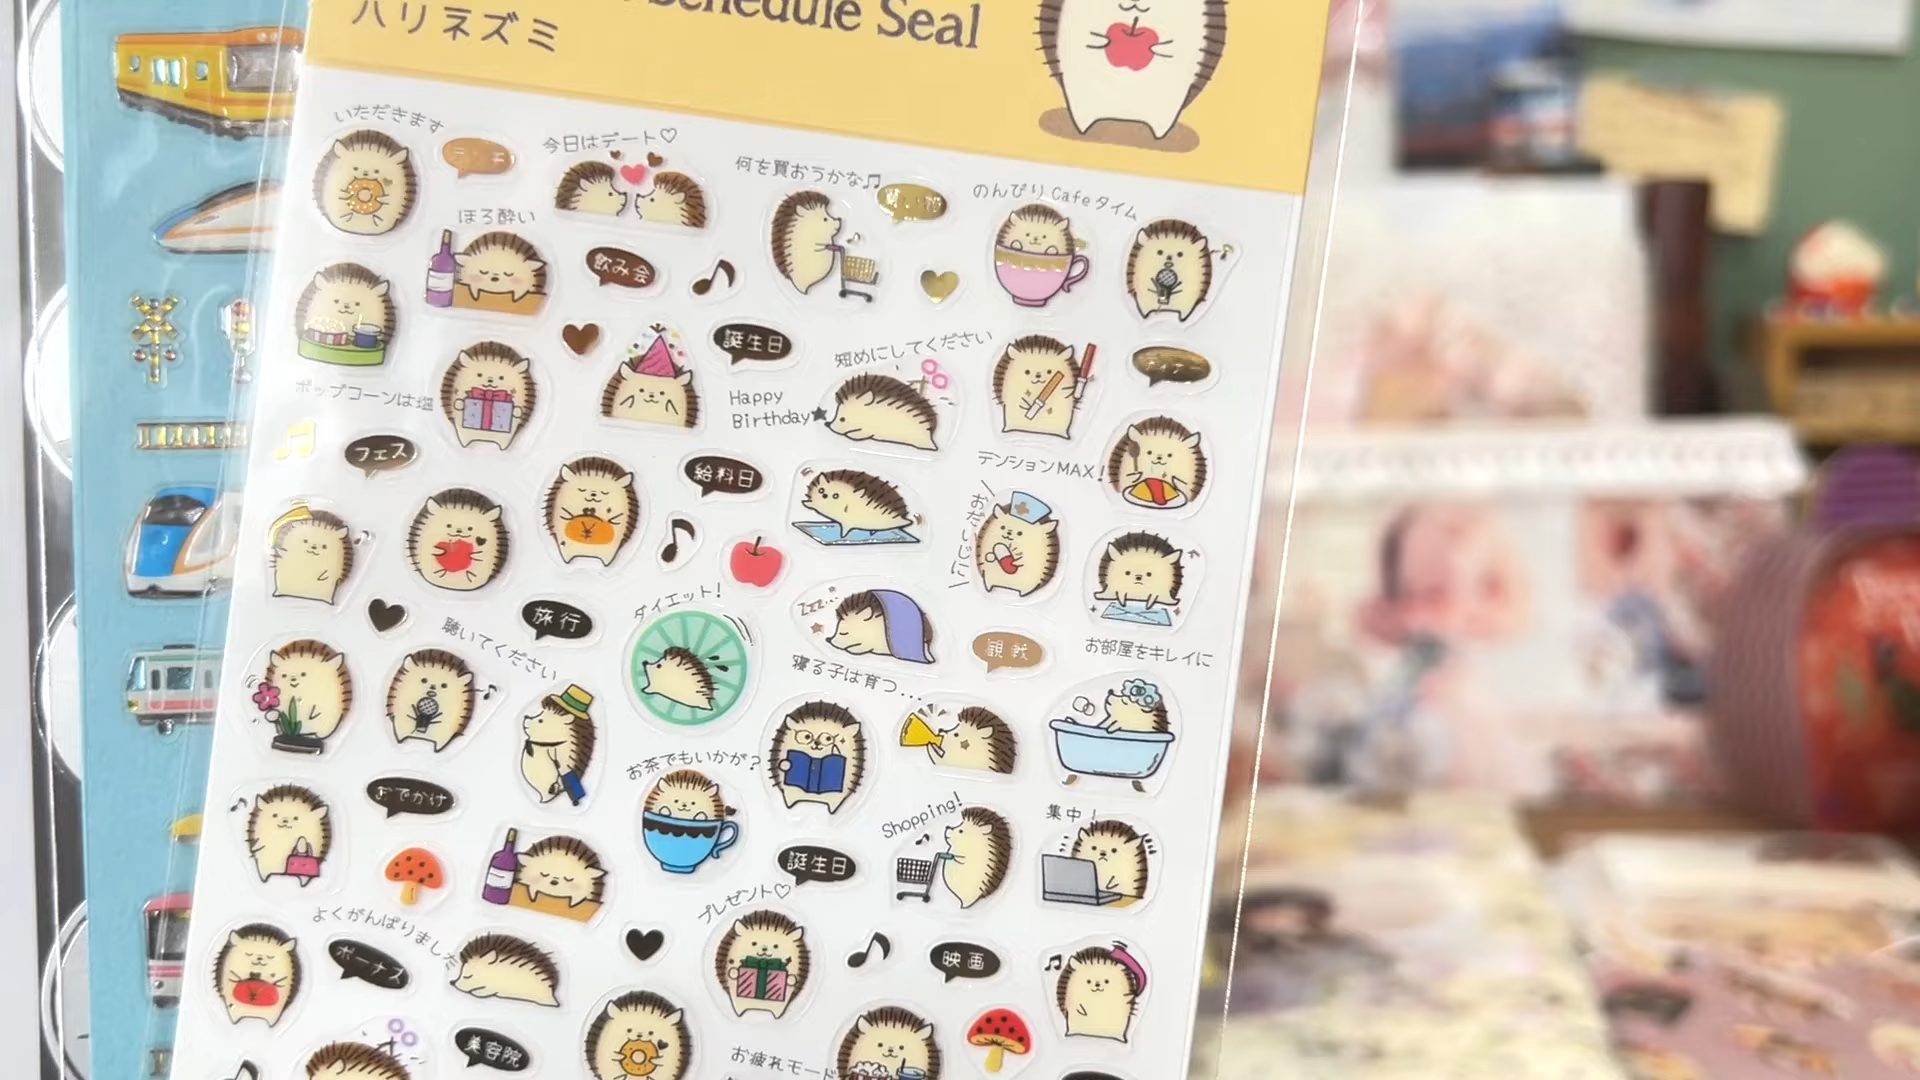 Schedule Seal
ハリネズミ
いただきます
今日はデート♡
何を買おうかな♫
のんびりCafeタイム
ほろ酔い
飲み会
誕生日
短めにしてください
ポップコーンは塩
Happy
Birthday★
フェス
給料日
テンションMAX!
おだいじに
旅行
ダイエット!
聴いてください
zzz...
寝る子は育つ...
観戦
お部屋をキレイに
お茶でもいかが?
おでかけ
誕生日
Shopping!
集中!
プレゼント♡
よくがんばりました
ボーナス
映画
美容院
お疲れモード